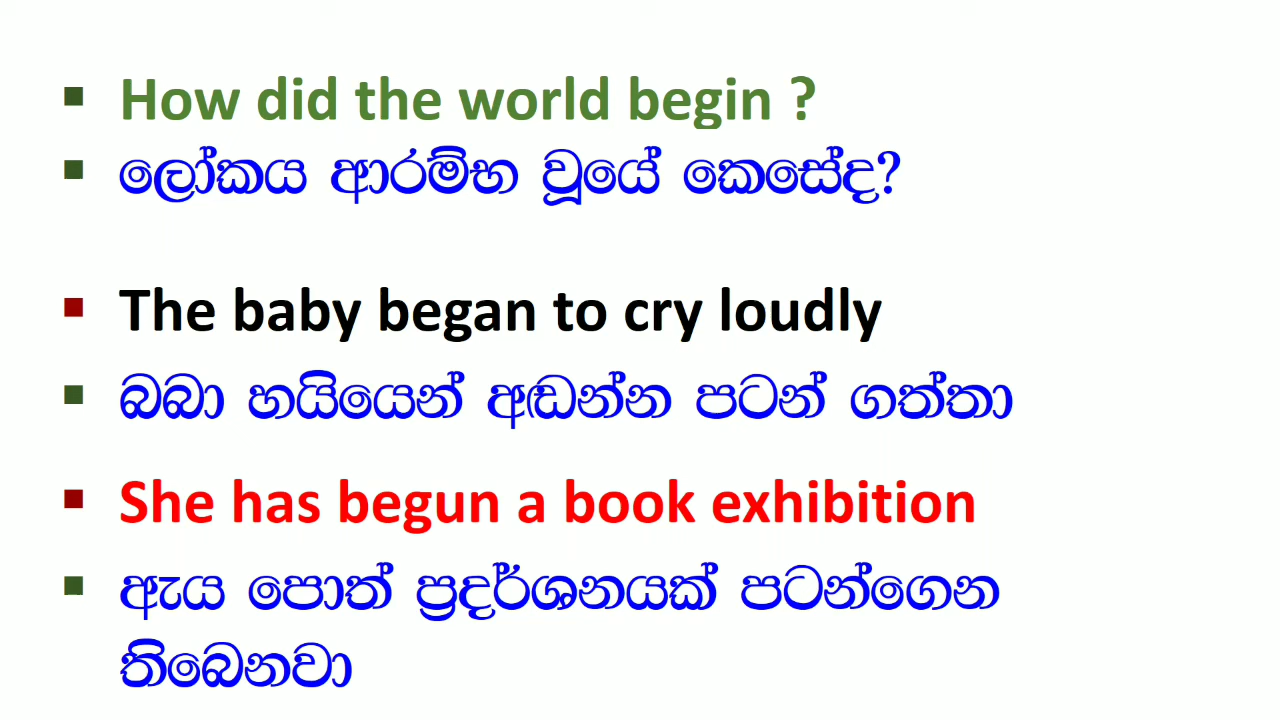 How did the world begin ?
ලෝකය ආරම්භ වූයේ කෙසේද?
The baby began to cry loudly
බබා හයියෙන් අඬන්න පටන් ගත්තා
She has begun a book exhibition
ඇය පොත් ප්‍රදර්ශනයක් පටන්ගෙන
තිබෙනවා